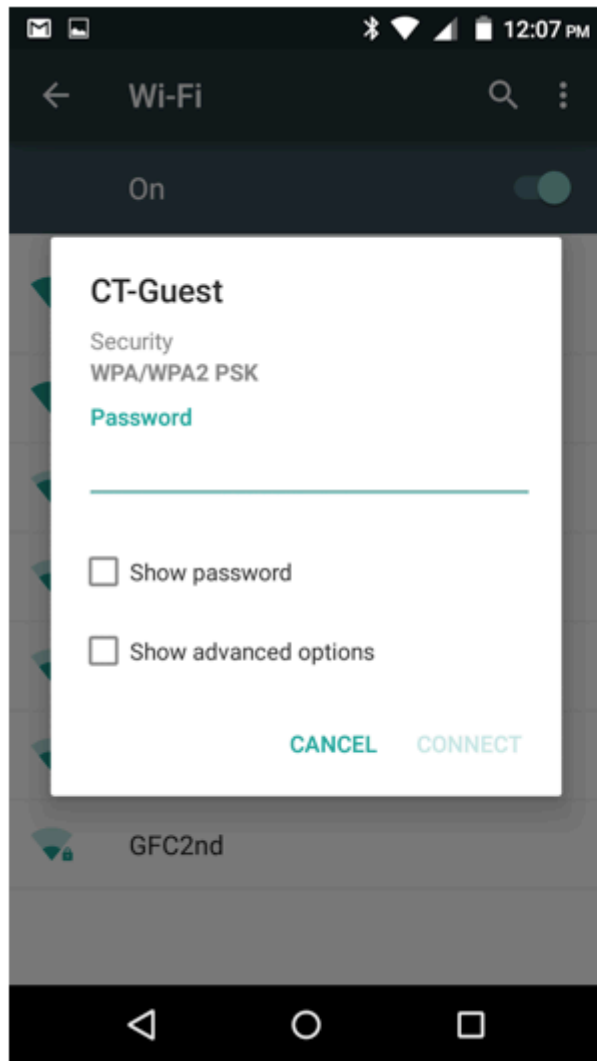 12:07 PM
Wi-Fi
On
CT-Guest
Security
WPA/WPA2 PSK
Password
Show password
Show advanced options
CANCEL CONNECT
GFC2nd